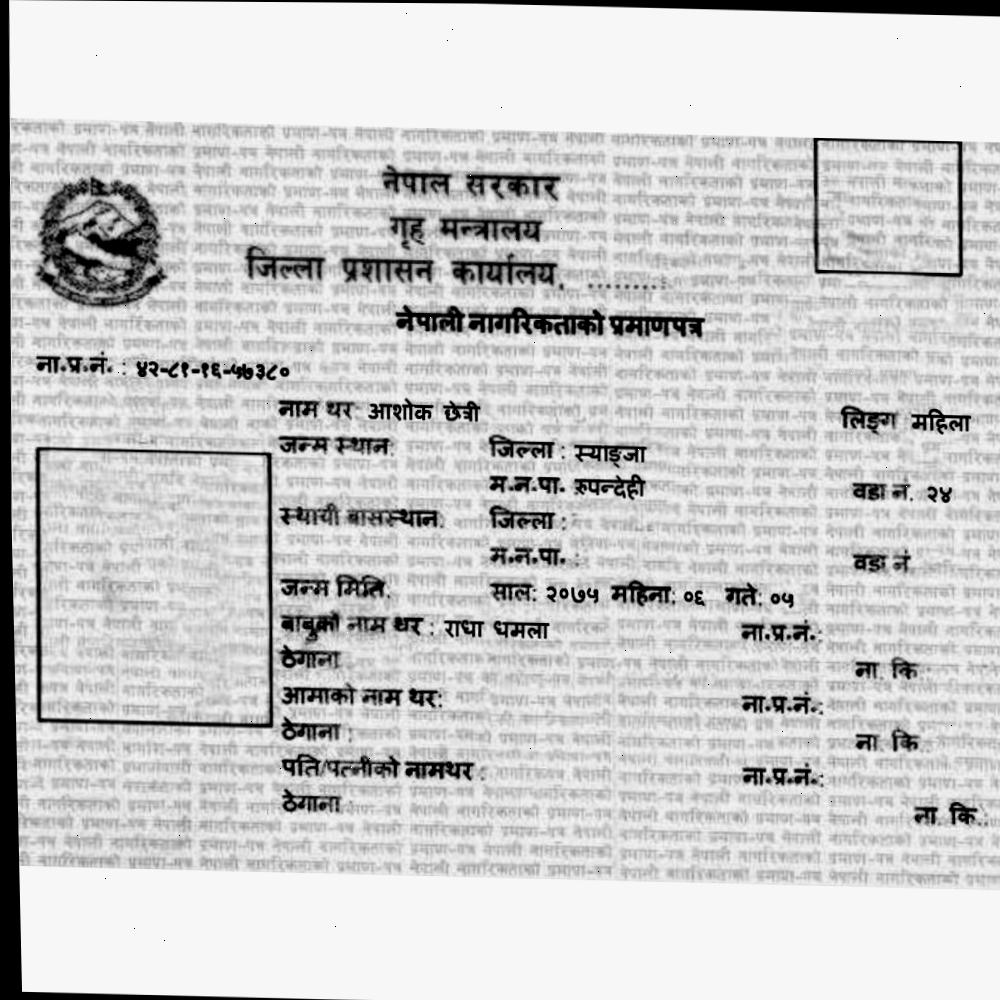 नेपाल सरकार
गृह मन्त्रालय
जिल्ला प्रशासन कार्यालय, .........
नेपाली नागरिकताको प्रमाणपत्र
ना.प्र.नं. : ४२-८१-१६-५७३८०
नाम थर: आशोक छेत्री लिङ्ग महिला
जन्म स्थान: जिल्ला : स्याङ्जा
म.न.पा. रुपन्देही वडा नं. २४
स्थायी बासस्थान: जिल्ला :
म.न.पा. : वडा नं.
जन्म मिति: साल: २०७५ महिना: ०६ गते: ०५
बाबुको नाम थर : राधा धमला ना.प्र.नं.:
ठेगाना ना. कि.:
आमाको नाम थर: ना.प्र.नं.:
ठेगाना : ना. कि.:
पति/पत्नीको नामथर : ना.प्र.नं.:
ठेगाना : ना. कि.: